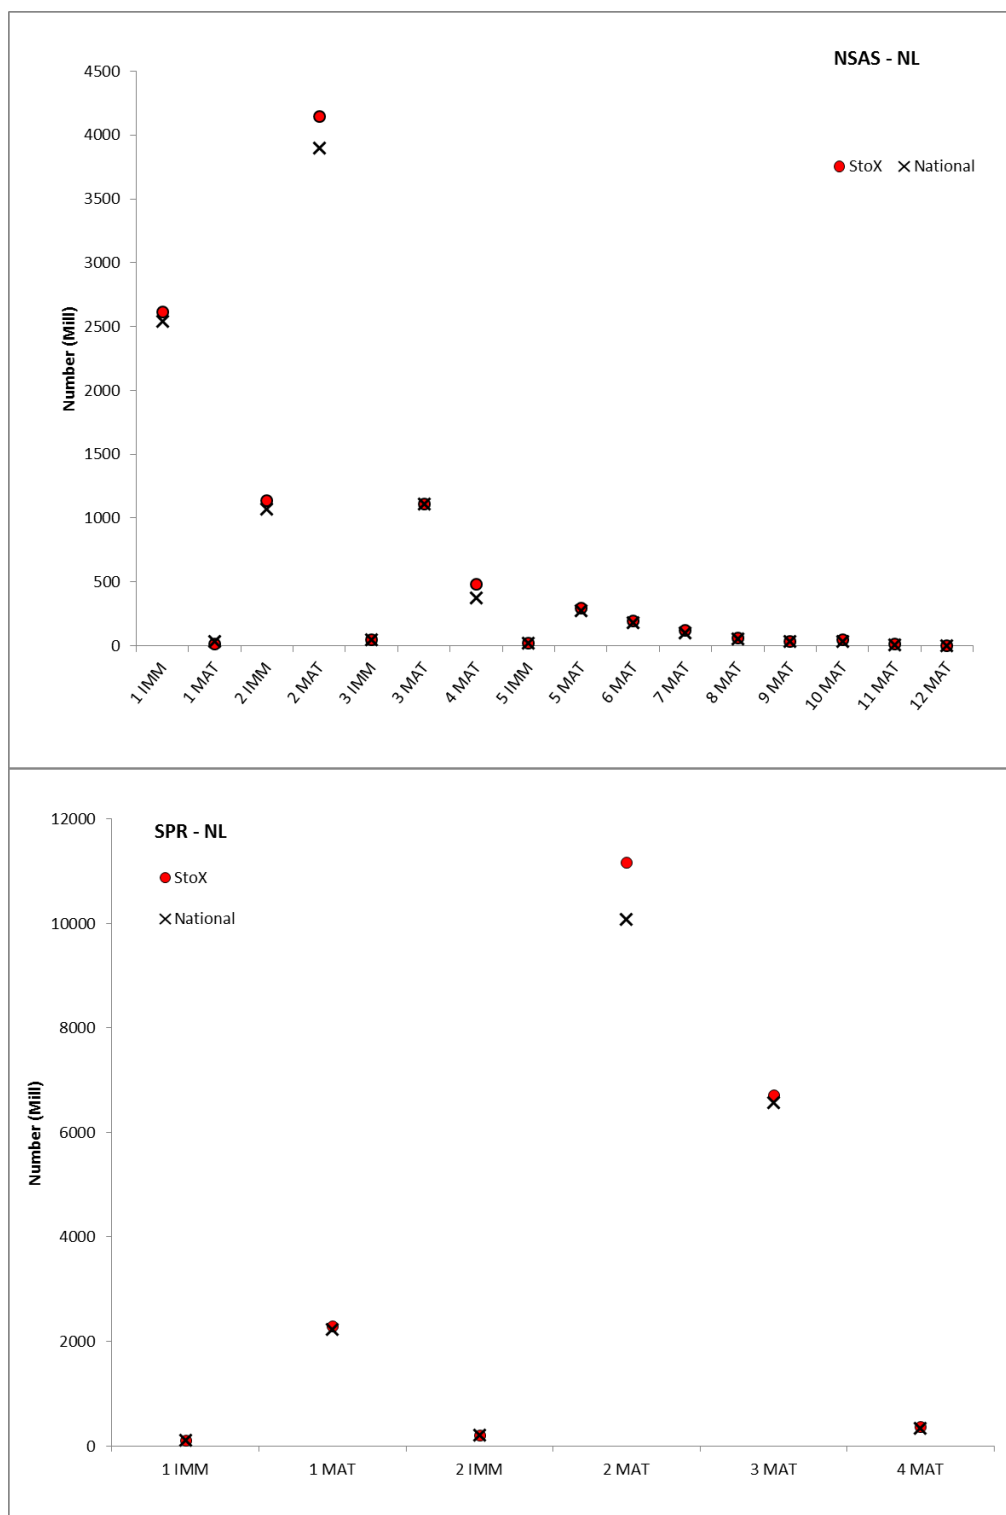 NSAS - NL
StoX National
4500
4000
3500
3000
2500
2000
1500
1000
500
0
Number (Mill)
1 IMM
1 MAT
2 IMM
2 MAT
3 IMM
3 MAT
4 MAT
5 IMM
5 MAT
6 MAT
7 MAT
8 MAT
9 MAT
10 MAT
11 MAT
12 MAT
SPR - NL
StoX
National
12000
10000
8000
6000
4000
2000
0
Number (Mill)
1 IMM
1 MAT
2 IMM
2 MAT
3 MAT
4 MAT